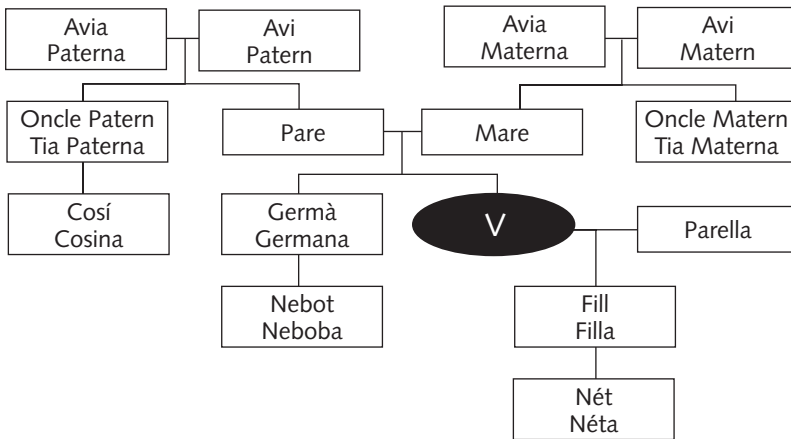 Avia
Paterna
Avi
Patern
Avia
Materna
Avi
Matern
Oncle Patern
Tia Paterna
Pare
Mare
Oncle Matern
Tia Materna
Cosí
Cosina
Germà
Germana
V
Parella
Nebot
Neboba
Fill
Filla
Nét
Néta